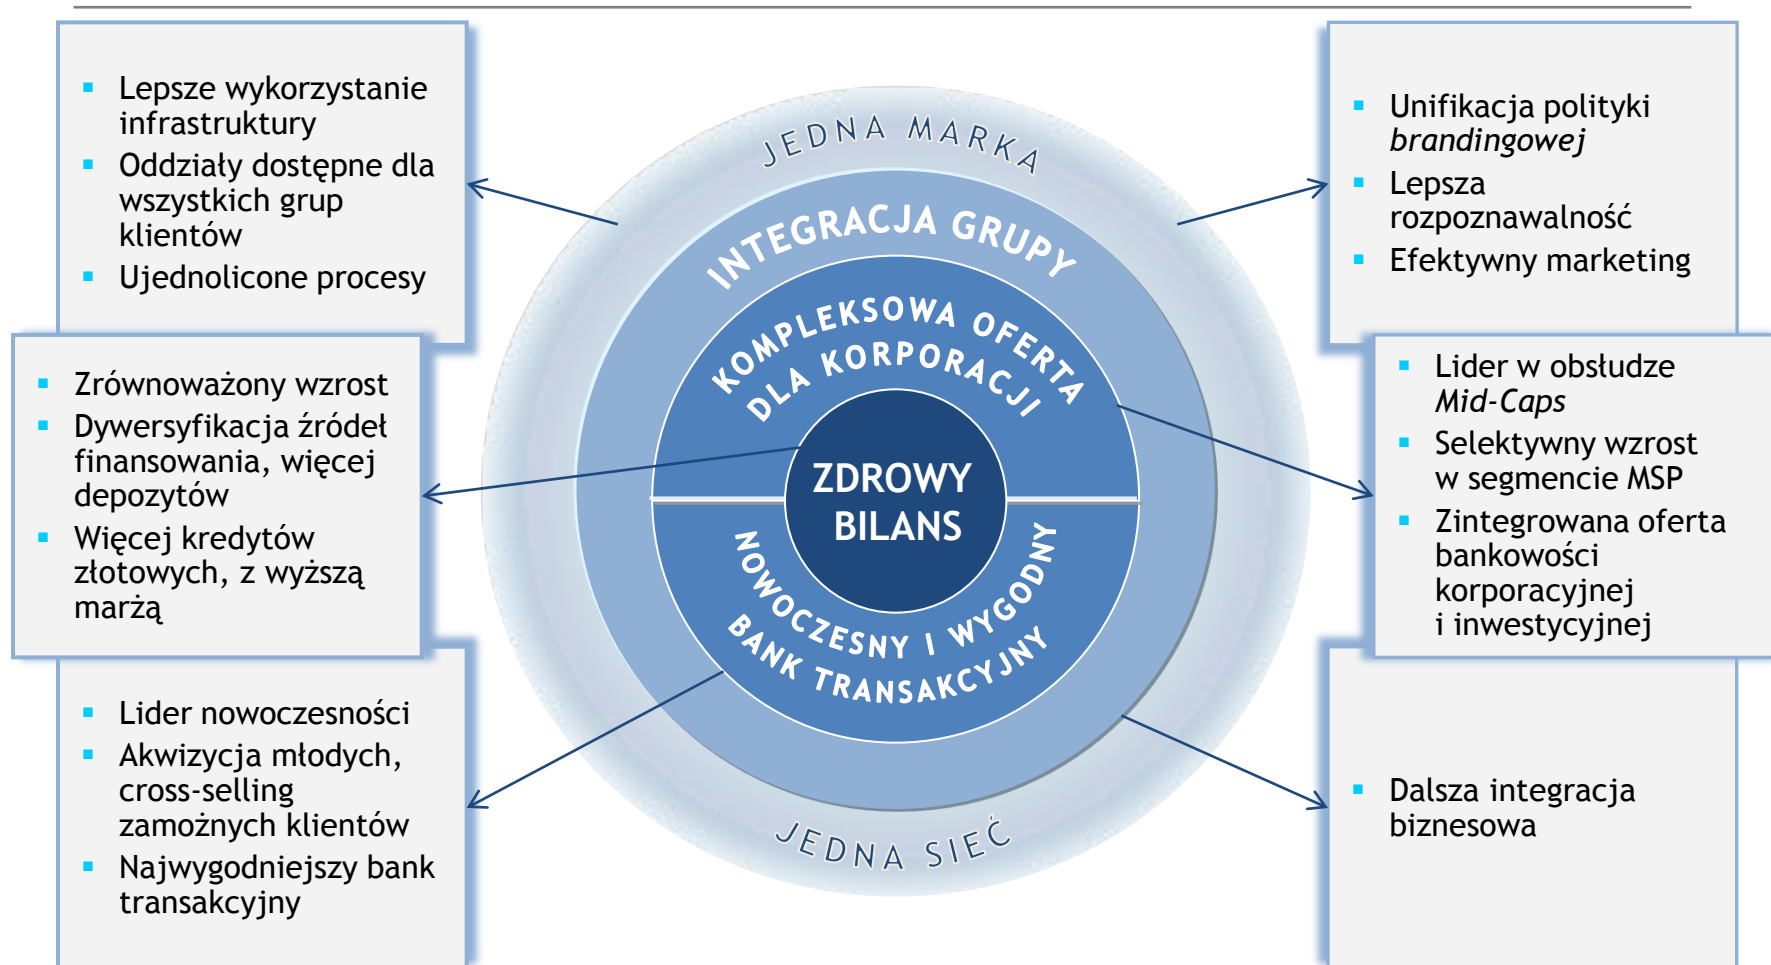 Lepsze wykorzystanie
infrastruktury
Oddziały dostępne dla
wszystkich grup
klientów
Ujednolicone procesy
Zrównoważony wzrost
Dywersyfikacja źródeł
finansowania, więcej
depozytów
Więcej kredytów
złotowych, z wyższą
marżą
Lider nowoczesności
Akwizycja młodych,
cross-selling
zamożnych klientów
Najwygodniejszy bank
transakcyjny
JEDNA MARKA
INTEGRACJA GRUPY
KOMPLEKSOWA OFERTA
DLA KORPORACJI
ZDROWY
BILANS
NOWOCZESNY I WYGODNY
BANK TRANSAKCYJNY
JEDNA SIEĆ
Unifikacja polityki
brandingowej
Lepsza
rozpoznawalność
Efektywny marketing
Lider w obsłudze
Mid-Caps
Selektywny wzrost
w segmencie MSP
Zintegrowana oferta
bankowości
korporacyjnej
i inwestycyjnej
Dalsza integracja
biznesowa